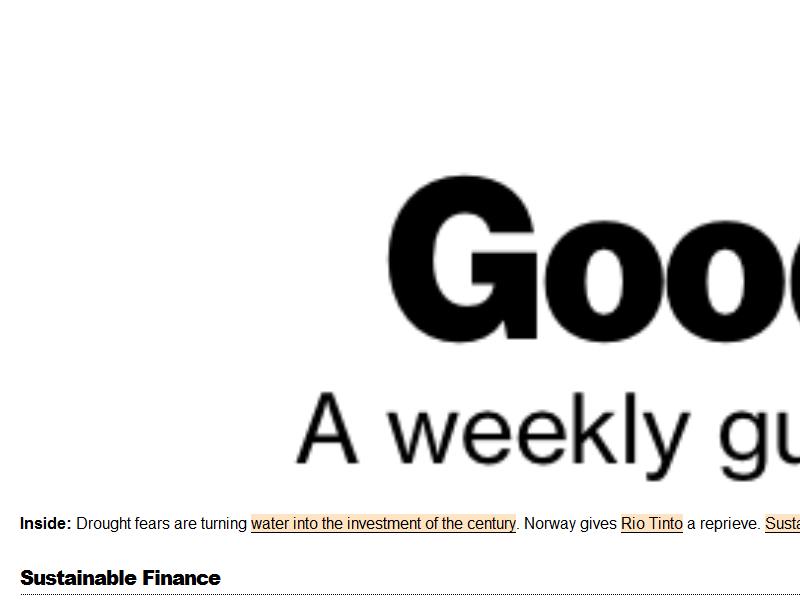 Goo
A weekly gu
Inside: Drought fears are turning water into the investment of the century. Norway gives Rio Tinto a reprieve. Susta
Sustainable Finance